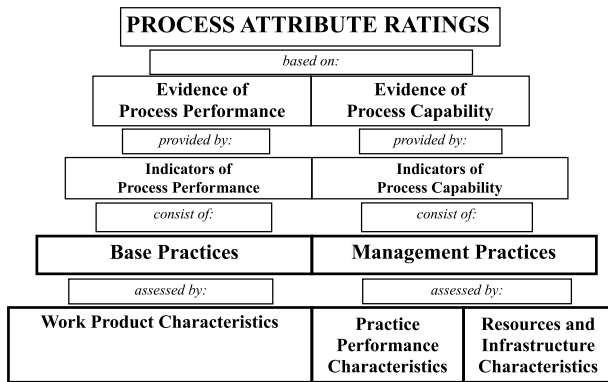 PROCESS ATTRIBUTE RATINGS
based on:
Evidence of
Process Performance
Evidence of
Process Capability
provided by:
provided by:
Indicators of
Process Performance
Indicators of
Process Capability
consist of:
consist of:
Base Practices
Management Practices
assessed by:
assessed by:
Work Product Characteristics
Practice
Performance
Characteristics
Resources and
Infrastructure
Characteristics